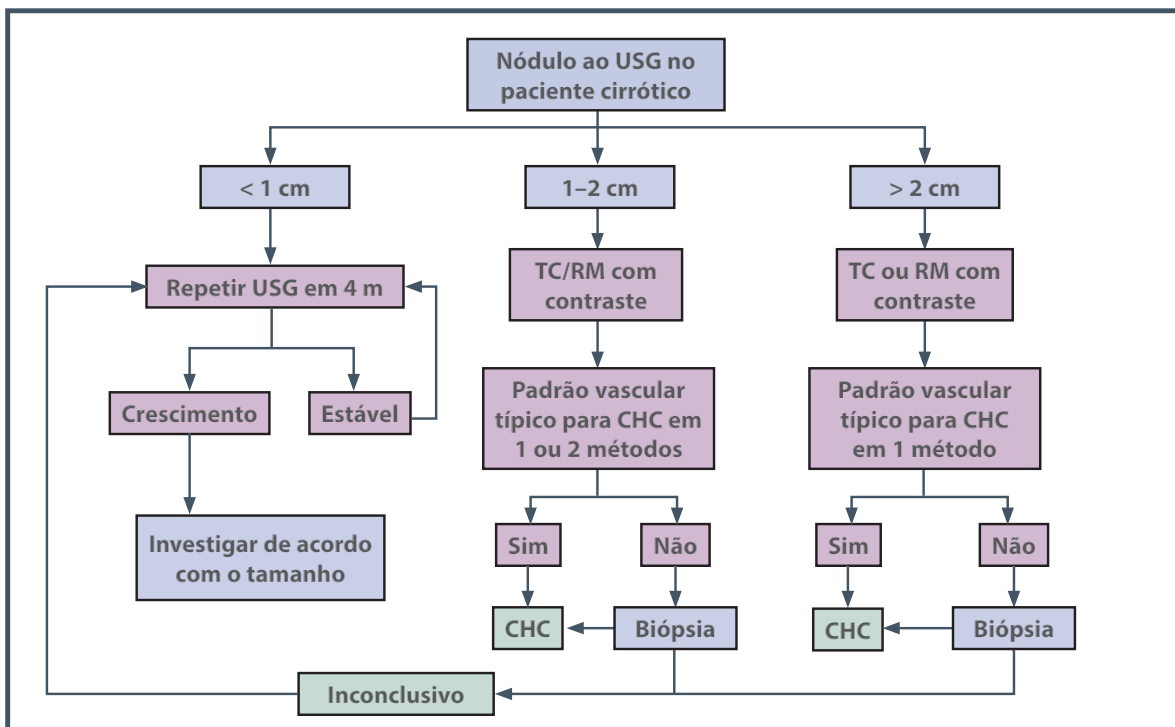 Nódulo ao USG no
paciente cirrótico
< 1 cm
1–2 cm
> 2 cm
Repetir USG em 4 m
TC/RM com
contraste
TC ou RM com
contraste
Crescimento
Estável
Padrão vascular
típico para CHC em
1 ou 2 métodos
Padrão vascular
típico para CHC
em 1 método
Investigar de acordo
com o tamanho
Sim
Não
Sim
Não
CHC
Biópsia
CHC
Biópsia
Inconclusivo